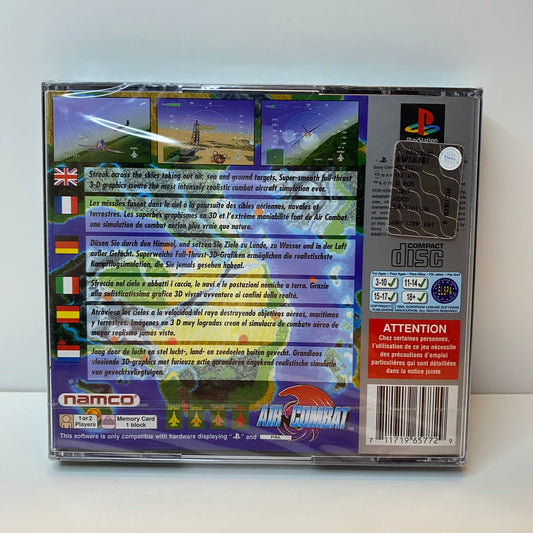 Streak across the skies taking out air, sea and ground targets. Super-smooth full-thrust
3-D graphics create the most intensely realistic combat aircraft simulation ever.
Les missiles fusent dans le ciel à la poursuite des cibles aériennes, navales et
terrestres. Les superbes graphismes en 3D et l'extrême maniabilité font de Air Combat
une simulation de combat aérien plus vraie que nature.
Düsen Sie durch den Himmel, und setzen Sie Ziele zu Lande, zu Wasser und in der Luft
außer Gefecht. Superweiche Full-Thrust-3D-Grafiken ermöglichen die realistischste
Kampfflugsimulation, die Sie jemals gesehen haben!
Sfreccia nel cielo e abbatti i caccia, le navi e le postazioni nemiche a terra. Grazie
alla sofisticatissima grafica 3D vivrai avventure ai confini della realtà.
Atraviesa los cielos a la velocidad del rayo destruyendo objetivos aéreos, marítimos
y terrestres. Imágenes en 3 D muy logradas crean el simulacro de combate aéreo de
mayor realismo jamás visto.
Jaag door de lucht en stel lucht-, land- en zeedoelen buiten gevecht. Grandioos
vloeiende 3D-graphics met furieuze actie garanderen ongekend realistische simulatie
van gevechtsvliegtuigen.
namco
1 or 2
Players
Memory Card
1 block
AIR COMBAT
TM
This software is only compatible with hardware displaying " " and PAL
PlayStation
COMPACT
disc
3-10
11-14
15-17
18+
ELSPA
ATTENTION
Chez certaines personnes,
l'utilisation de ce jeu nécessite
des précautions d'emploi
particulières qui sont détaillées
dans la notice jointe
7 11719 65772 9